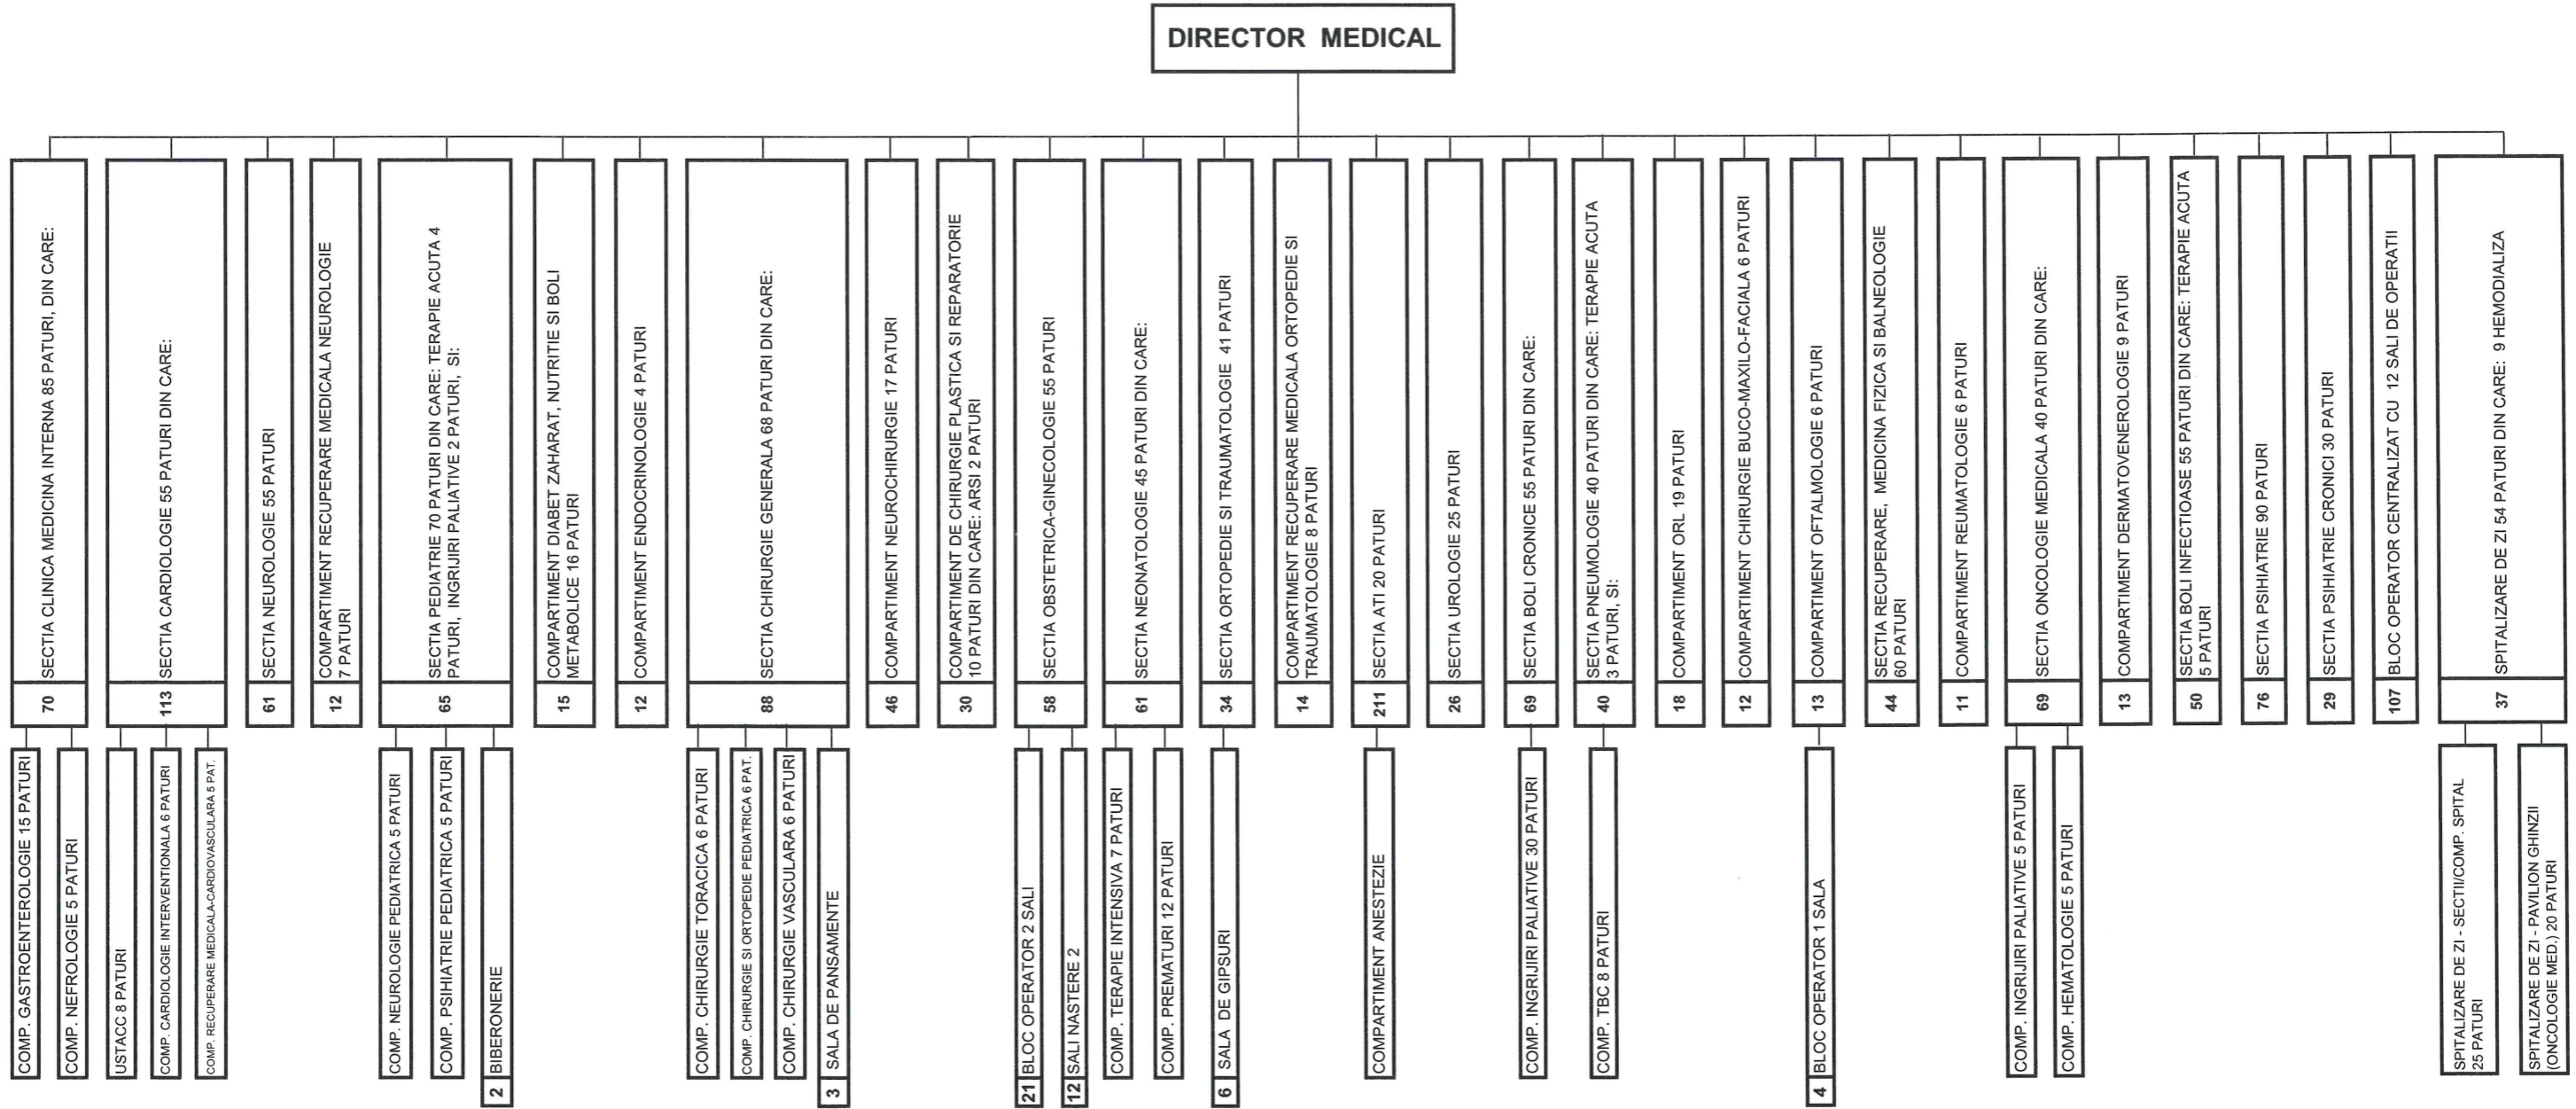 DIRECTOR MEDICAL
70 SECTIA CLINICA MEDICINA INTERNA 85 PATURI, DIN CARE:
COMP. GASTROENTEROLOGIE 15 PATURI
COMP. NEFROLOGIE 5 PATURI
113 SECTIA CARDIOLOGIE 55 PATURI DIN CARE:
USTACC 8 PATURI
COMP. CARDIOLOGIE INTERVENTIONALA 6 PATURI
COMP. RECUPERARE MEDICALA-CARDIOVASCULARA 5 PAT.
61 SECTIA NEUROLOGIE 55 PATURI
12 COMPARTIMENT RECUPERARE MEDICALA NEUROLOGIE
7 PATURI
65 SECTIA PEDIATRIE 70 PATURI DIN CARE: TERAPIE ACUTA 4
PATURI, INGRIJIRI PALIATIVE 2 PATURI, SI:
COMP. NEUROLOGIE PEDIATRICA 5 PATURI
COMP. PSIHIATRIE PEDIATRICA 5 PATURI
2 BIBERONERIE
15 COMPARTIMENT DIABET ZAHARAT, NUTRITIE SI BOLI
METABOLICE 16 PATURI
12 COMPARTIMENT ENDOCRINOLOGIE 4 PATURI
88 SECTIA CHIRURGIE GENERALA 68 PATURI DIN CARE:
COMP. CHIRURGIE TORACICA 6 PATURI
COMP. CHIRURGIE SI ORTOPEDIE PEDIATRICA 6 PAT.
COMP. CHIRURGIE VASCULARA 6 PATURI
3 SALA DE PANSAMENTE
46 COMPARTIMENT NEUROCHIRURGIE 17 PATURI
30 COMPARTIMENT DE CHIRURGIE PLASTICA SI REPARATORIE
10 PATURI DIN CARE: ARSI 2 PATURI
58 SECTIA OBSTETRICA-GINECOLOGIE 55 PATURI
21 BLOC OPERATOR 2 SALI
12 SALI NASTERE 2
61 SECTIA NEONATOLOGIE 45 PATURI DIN CARE:
COMP. TERAPIE INTENSIVA 7 PATURI
COMP. PREMATURI 12 PATURI
34 SECTIA ORTOPEDIE SI TRAUMATOLOGIE 41 PATURI
6 SALA DE GIPSURI
14 COMPARTIMENT RECUPERARE MEDICALA ORTOPEDIE SI
TRAUMATOLOGIE 8 PATURI
211 SECTIA ATI 20 PATURI
COMPARTIMENT ANESTEZIE
26 SECTIA UROLOGIE 25 PATURI
69 SECTIA BOLI CRONICE 55 PATURI DIN CARE:
COMP. INGRIJIRI PALIATIVE 30 PATURI
40 SECTIA PNEUMOLOGIE 40 PATURI DIN CARE: TERAPIE ACUTA
3 PATURI, SI:
COMP. TBC 8 PATURI
18 COMPARTIMENT ORL 19 PATURI
12 COMPARTIMENT CHIRURGIE BUCO-MAXILO-FACIALA 6 PATURI
13 COMPARTIMENT OFTALMOLOGIE 6 PATURI
4 BLOC OPERATOR 1 SALA
44 SECTIA RECUPERARE, MEDICINA FIZICA SI BALNEOLOGIE
60 PATURI
11 COMPARTIMENT REUMATOLOGIE 6 PATURI
69 SECTIA ONCOLOGIE MEDICALA 40 PATURI DIN CARE:
COMP. INGRIJIRI PALIATIVE 5 PATURI
COMP. HEMATOLOGIE 5 PATURI
13 COMPARTIMENT DERMATOVENEROLOGIE 9 PATURI
50 SECTIA BOLI INFECTIOASE 55 PATURI DIN CARE: TERAPIE ACUTA
5 PATURI
76 SECTIA PSIHIATRIE 90 PATURI
29 SECTIA PSIHIATRIE CRONICI 30 PATURI
107 BLOC OPERATOR CENTRALIZAT CU 12 SALI DE OPERATII
37 SPITALIZARE DE ZI 54 PATURI DIN CARE: 9 HEMODIALIZA
SPITALIZARE DE ZI - SECTII/COMP. SPITAL
25 PATURI
SPITALIZARE DE ZI - PAVILION GHINZII
(ONCOLOGIE MED.) 20 PATURI